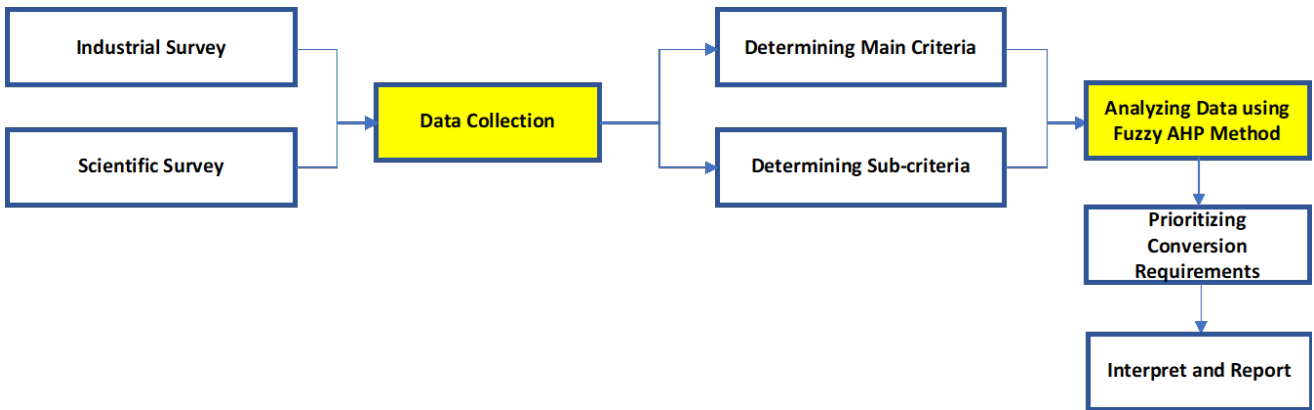 Industrial Survey
Scientific Survey
Data Collection
Determining Main Criteria
Determining Sub-criteria
Analyzing Data using
Fuzzy AHP Method
Prioritizing
Conversion
Requirements
Interpret and Report